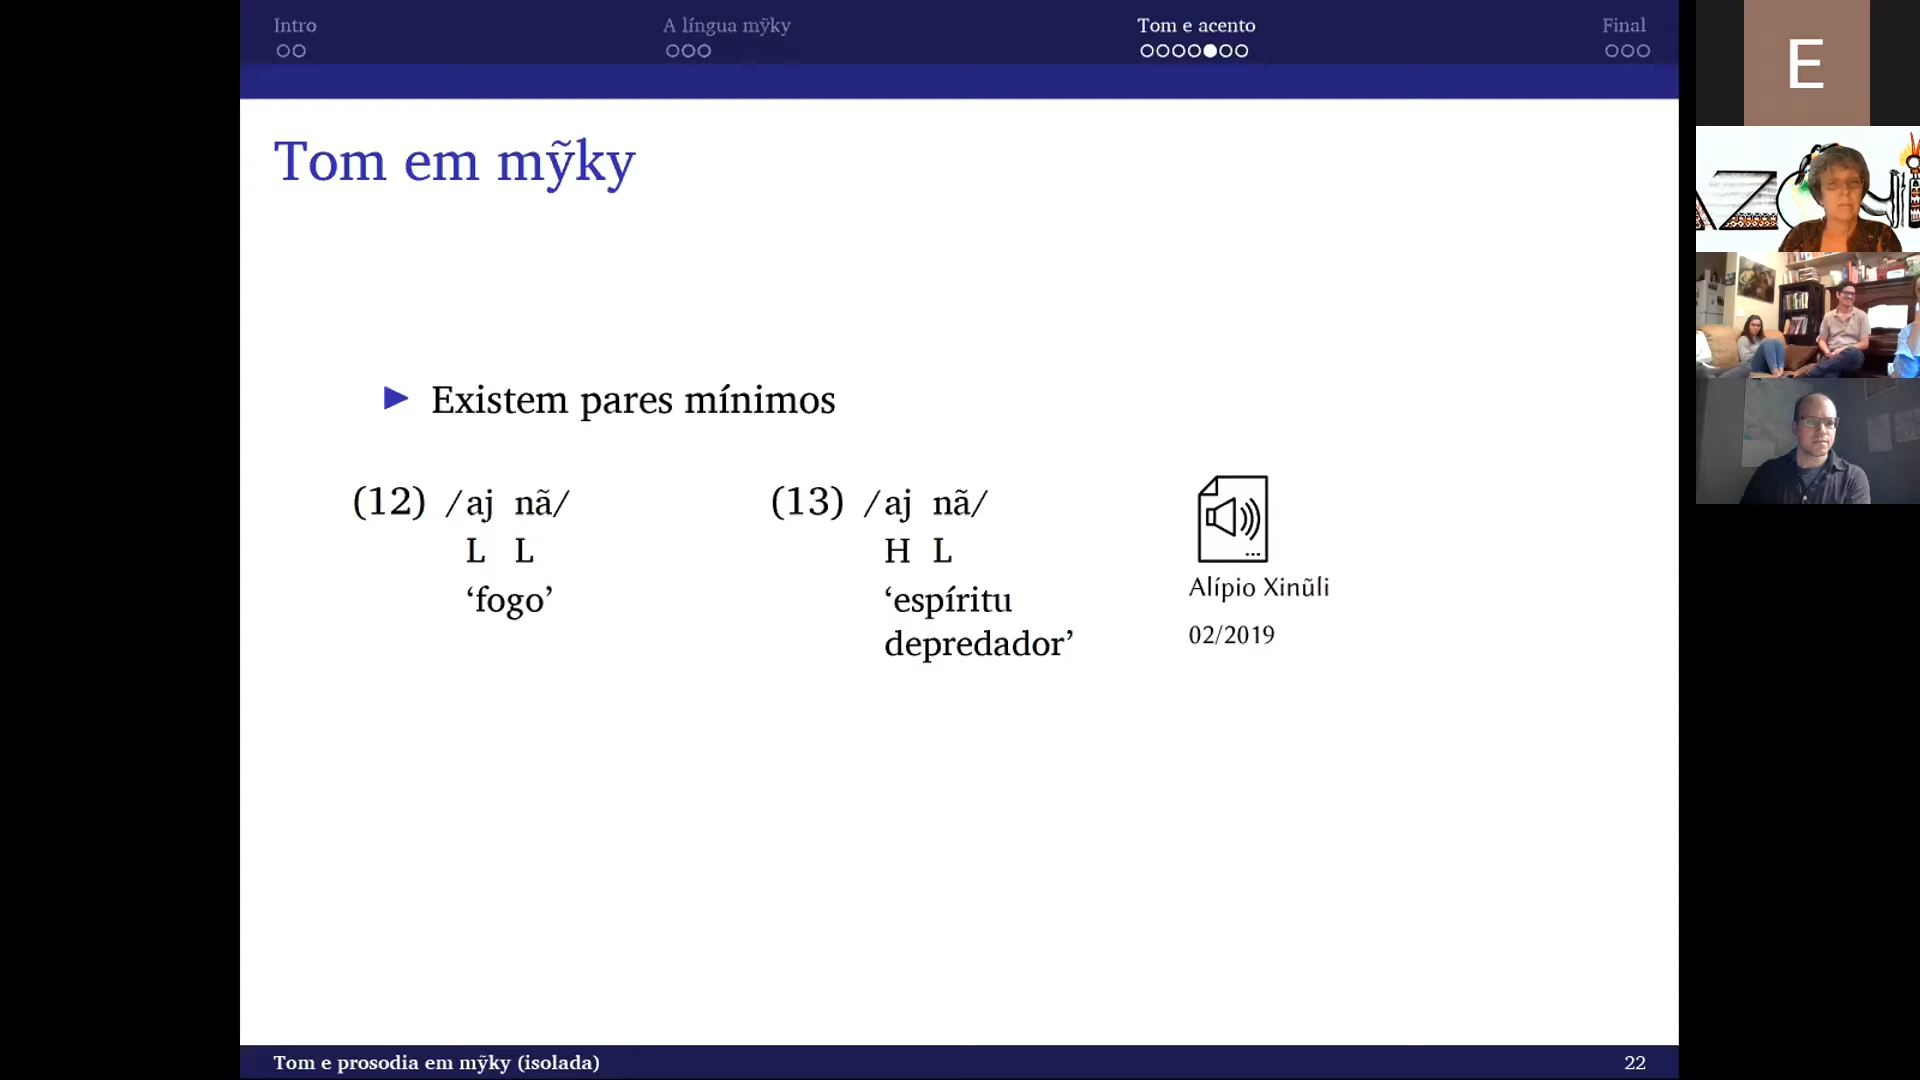 Intro
A língua mỹky
Tom e acento
Final
Tom em mỹky
Existem pares mínimos
(12) /aj nã/
L L
‘fogo’
(13) /aj nã/
H L
‘espíritu
depredador’
Alípio Xinũli
02/2019
Tom e prosodia em mỹky (isolada)
22
E